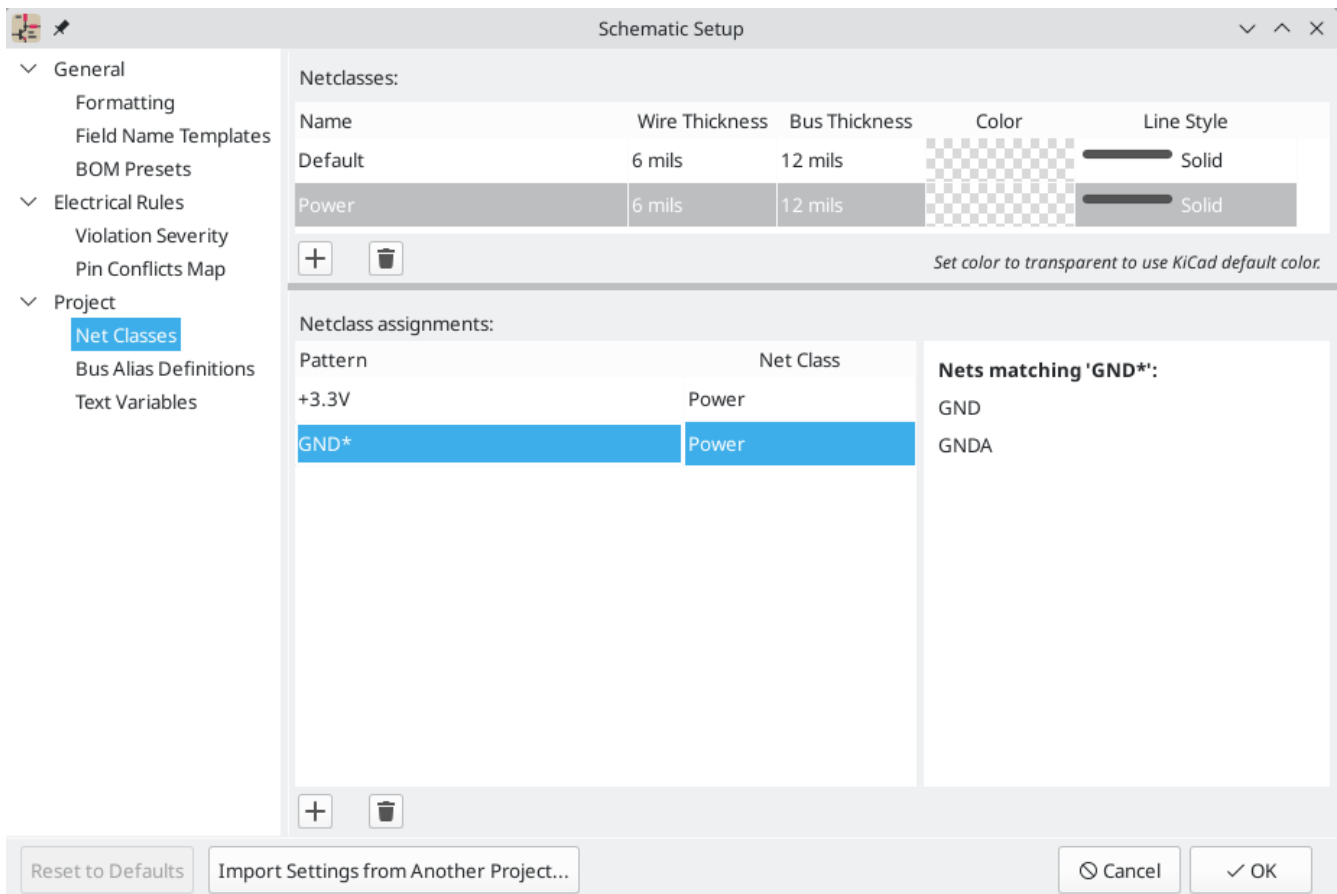 Schematic Setup
General
Formatting
Field Name Templates
BOM Presets
Electrical Rules
Violation Severity
Pin Conflicts Map
Project
Net Classes
Bus Alias Definitions
Text Variables
Netclasses:
Name Wire Thickness Bus Thickness Color Line Style
Default 6 mils 12 mils Solid
Power 6 mils 12 mils Solid
Set color to transparent to use KiCad default color.
Netclass assignments:
Pattern Net Class
+3.3V Power
GND* Power
Nets matching 'GND*':
GND
GNDA
Reset to Defaults Import Settings from Another Project... Cancel OK